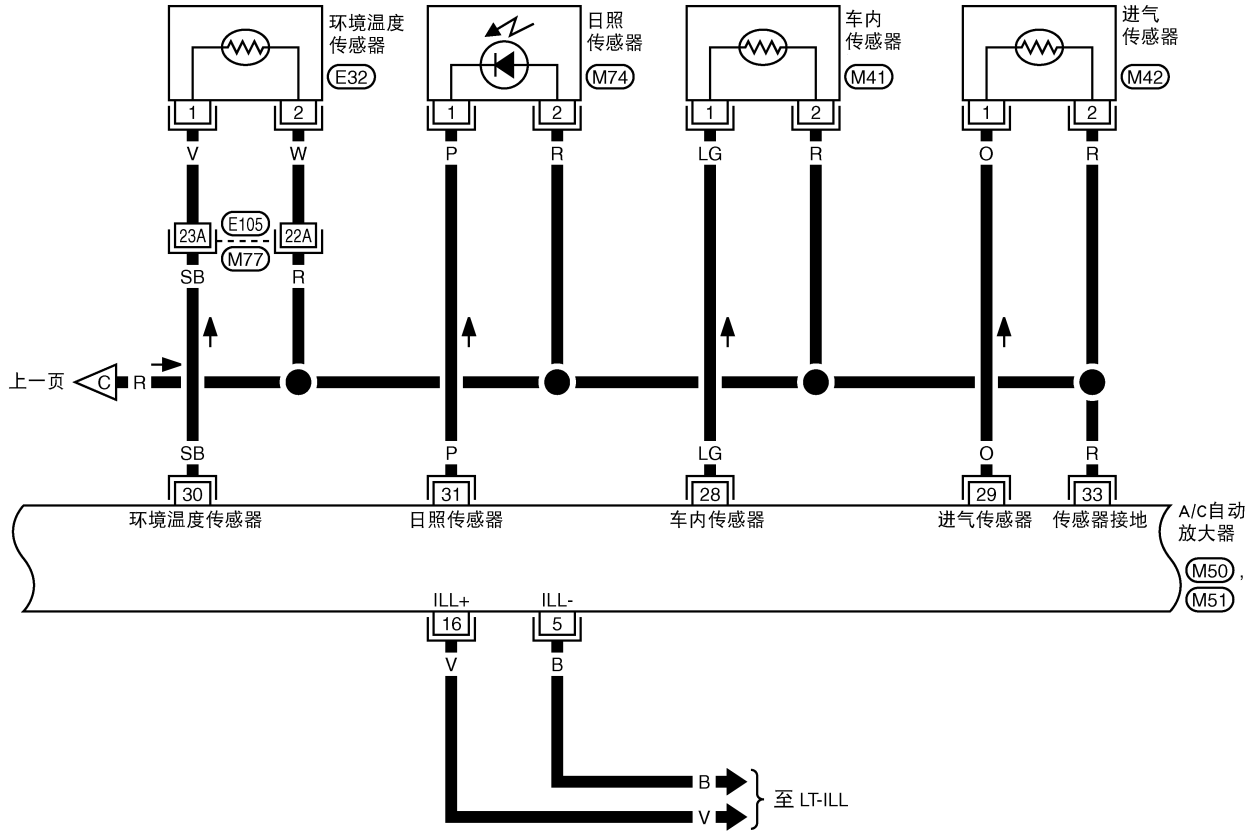 环境温度
传感器
E32
日照
传感器
M74
车内
传感器
M41
进气
传感器
M42
1 2 1 2 1 2 1 2
V W P R LG R O R
23A E105 22A
M77
SB R
上一页 C R
SB P LG O R
30 31 28 29 33
环境温度传感器 日照传感器 车内传感器 进气传感器 传感器接地
A/C自动
放大器
M50 ,
M51
ILL+ ILL-
16 5
V B
B
V
至 LT-ILL